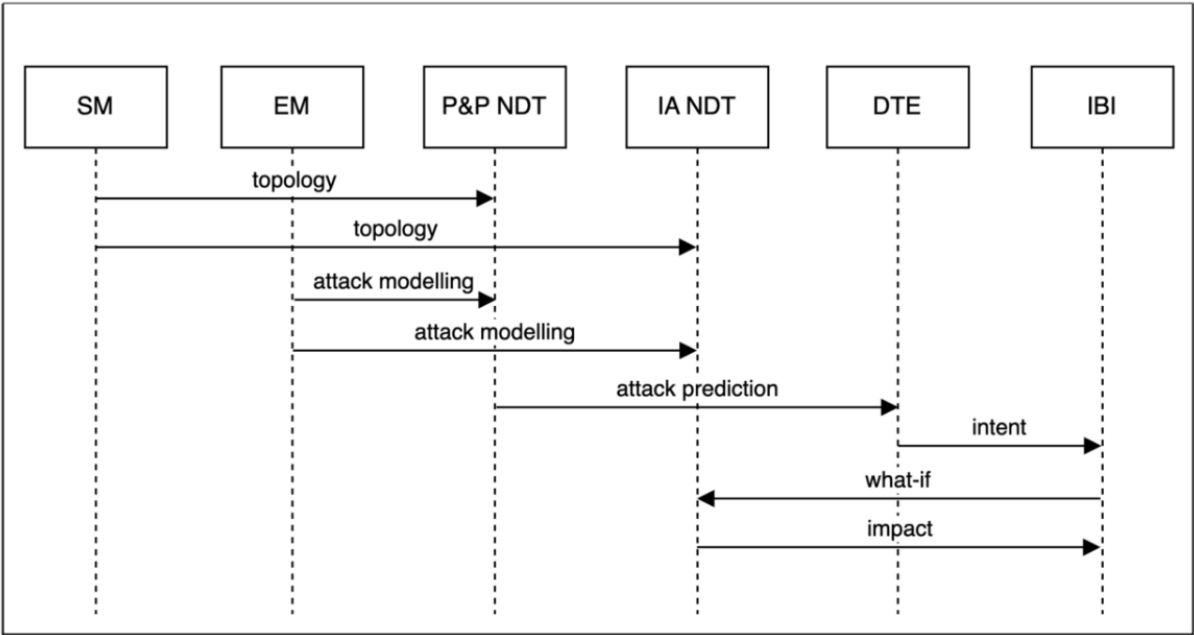 SM
EM
P&P NDT
IA NDT
DTE
IBI
topology
topology
attack modelling
attack modelling
attack prediction
intent
what-if
impact